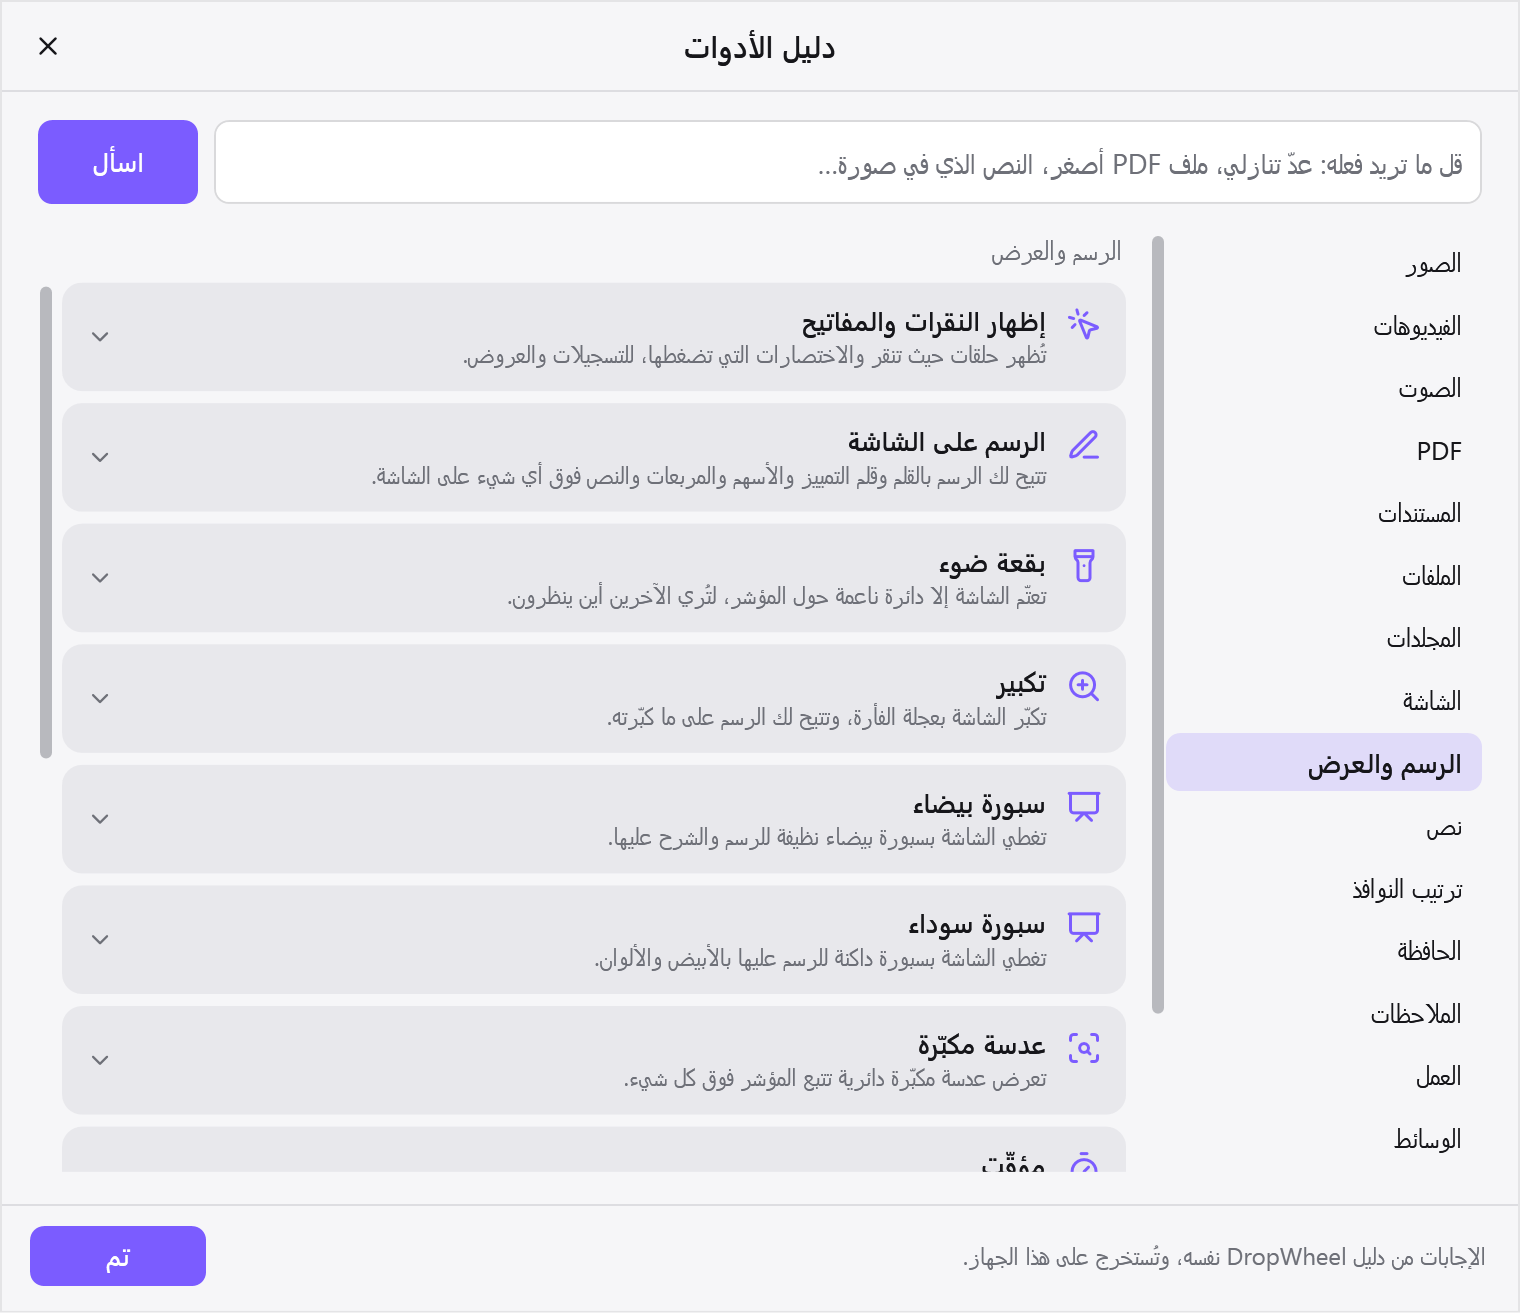 دليل الأدوات
قل ما تريد فعله: عدّ تنازلي، ملف PDF أصغر، النص الذي في صورة...
اسأل
الصور
الفيديوهات
الصوت
PDF
المستندات
الملفات
المجلدات
الشاشة
الرسم والعرض
نص
ترتيب النوافذ
الحافظة
الملاحظات
العمل
الوسائط
الرسم والعرض
إظهار النقرات والمفاتيح
تُظهر حلقات حيث تنقر والاختصارات التي تضغطها، للتسجيلات والعروض.
الرسم على الشاشة
تتيح لك الرسم بالقلم وقلم التمييز والأسهم والمربعات والنص فوق أي شيء على الشاشة.
بقعة ضوء
تعتّم الشاشة إلا دائرة ناعمة حول المؤشر، لتُري الآخرين أين ينظرون.
تكبير
تكبّر الشاشة بعجلة الفأرة، وتتيح لك الرسم على ما كبّرته.
سبورة بيضاء
تغطي الشاشة بسبورة بيضاء نظيفة للرسم والشرح عليها.
سبورة سوداء
تغطي الشاشة بسبورة داكنة للرسم عليها بالأبيض والألوان.
عدسة مكبّرة
تعرض عدسة مكبّرة دائرية تتبع المؤشر فوق كل شيء.
مؤقّت
الإجابات من دليل DropWheel نفسه، وتُستخرج على هذا الجهاز.
تم